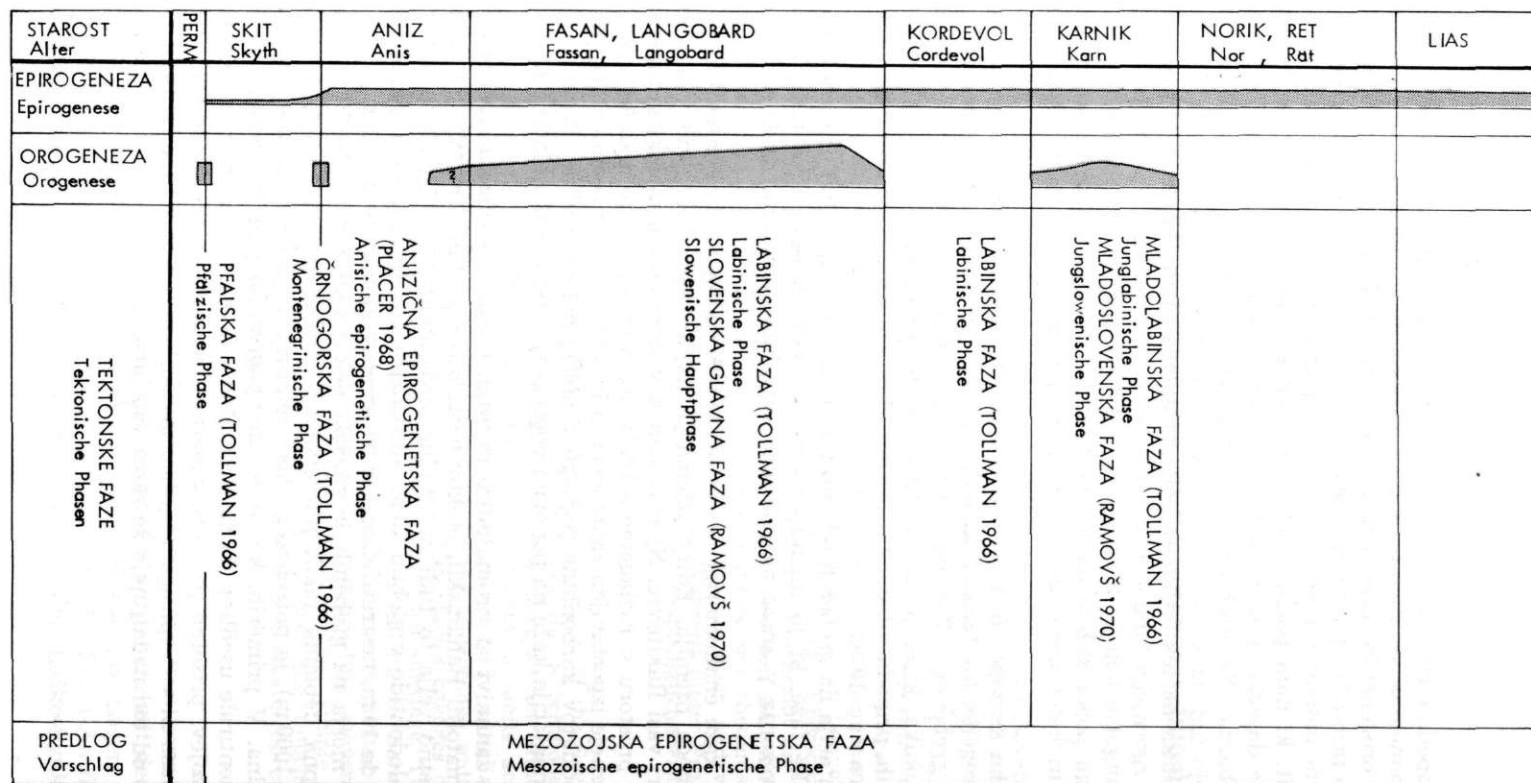 STAROST
Alter
PERM
SKIT
Skyth
ANIZ
Anis
FASAN, LANGOBARD
Fassan, Langobard
KORDEVOL
Cordevol
KARNIK
Karn
NORIK, RET
Nor , Rät
LIAS
EPIROGENEZA
Epirogenese
OROGENEZA
Orogenese
?
TEKTONSKE FAZE
Tektonische Phasen
PFALSKA FAZA (TOLLMAN 1966)
Pfälzische Phase
ČRNOGORSKA FAZA (TOLLMAN 1966)
Montenegrinische Phase
ANIZIČNA EPIROGENETSKA FAZA
(PLACER 1968)
Anisiche epirogenetische Phase
LABINSKA FAZA (TOLLMAN 1966)
Labinische Phase
SLOVENSKA GLAVNA FAZA (RAMOVŠ 1970)
Slowenische Hauptphase
LABINSKA FAZA (TOLLMAN 1966)
Labinische Phase
MLADOLABINSKA FAZA (TOLLMAN 1966)
Junglabinische Phase
MLADOSLOVENSKA FAZA (RAMOVŠ 1970)
Jungslowenische Phase
PREDLOG
Vorschlag
MEZOZOJSKA EPIROGENETSKA FAZA
Mesozoische epirogenetische Phase